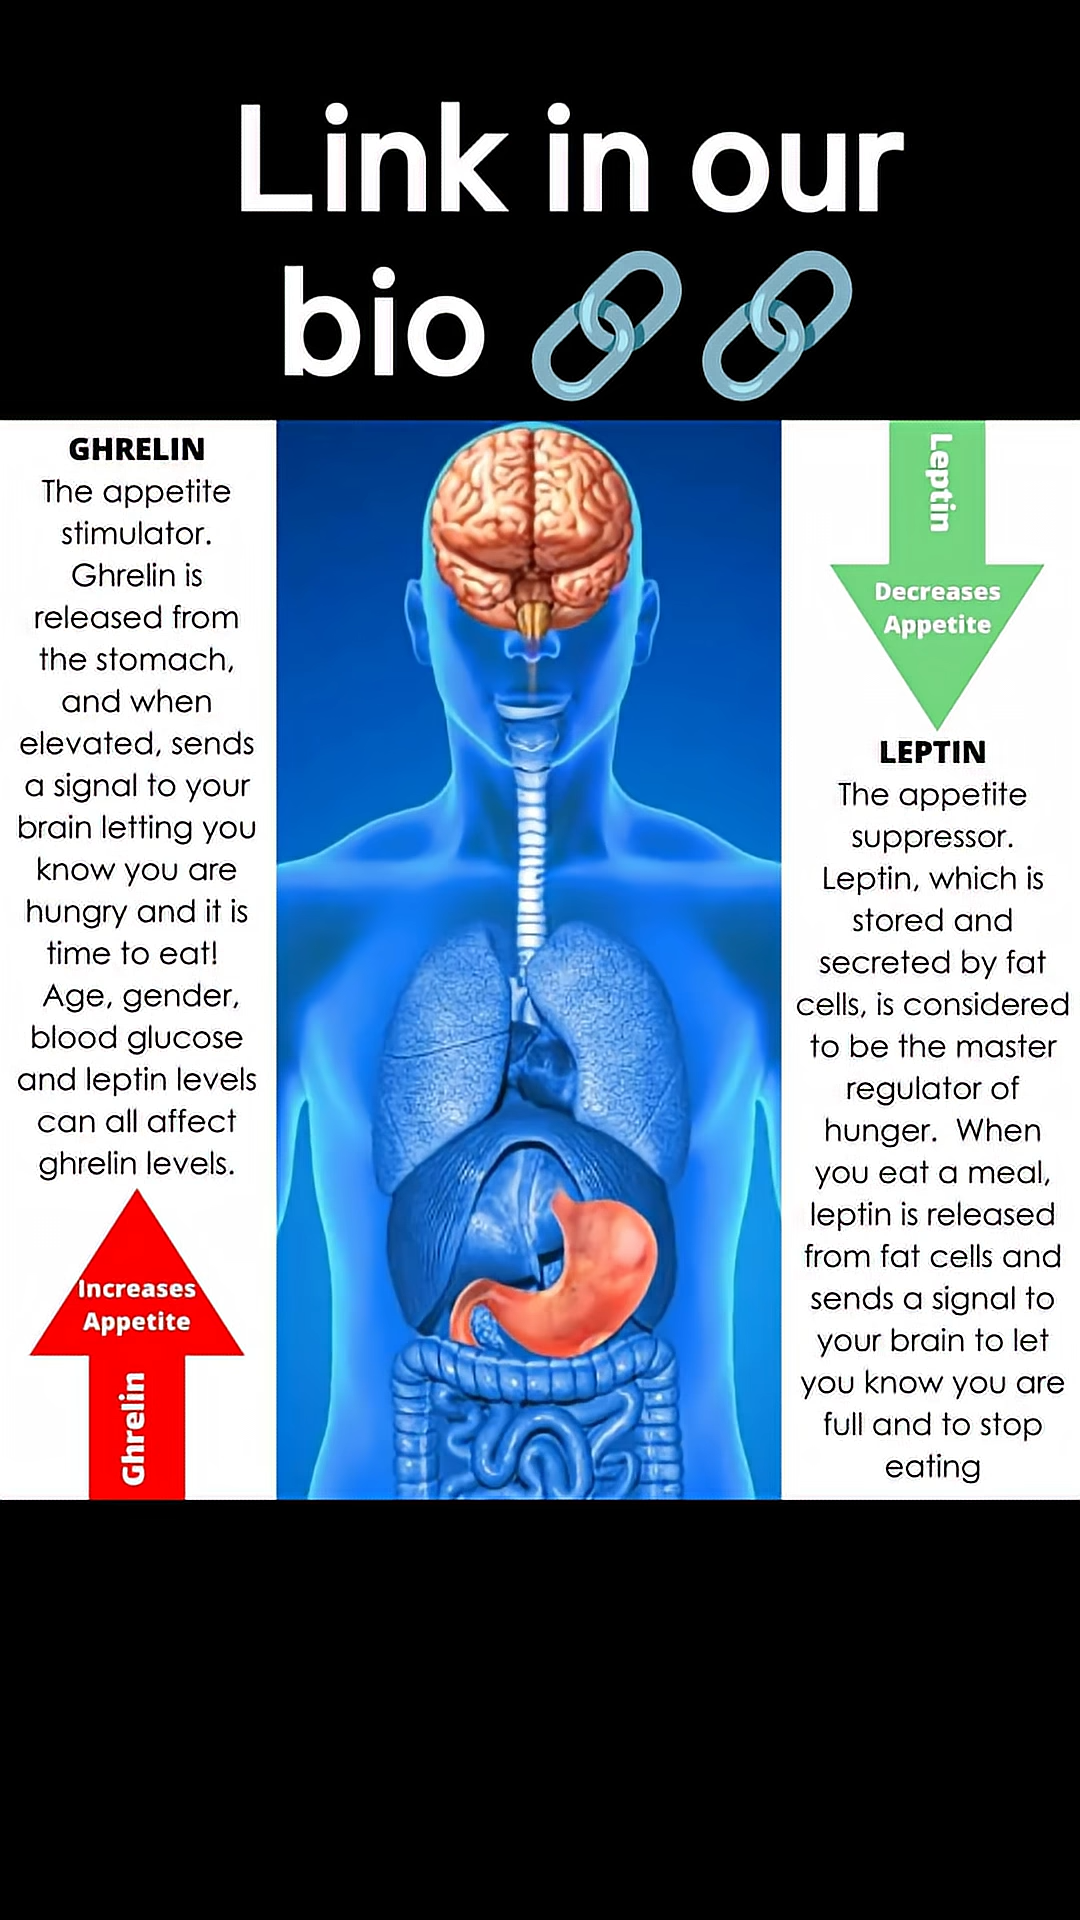 Link in our
bio
GHRELIN
The appetite
stimulator.
Ghrelin is
released from
the stomach,
and when
elevated, sends
a signal to your
brain letting you
know you are
hungry and it is
time to eat!
Age, gender,
blood glucose
and leptin levels
can all affect
ghrelin levels.
Increases
Appetite
Ghrelin
Leptin
Decreases
Appetite
LEPTIN
The appetite
suppressor.
Leptin, which is
stored and
secreted by fat
cells, is considered
to be the master
regulator of
hunger. When
you eat a meal,
leptin is released
from fat cells and
sends a signal to
your brain to let
you know you are
full and to stop
eating